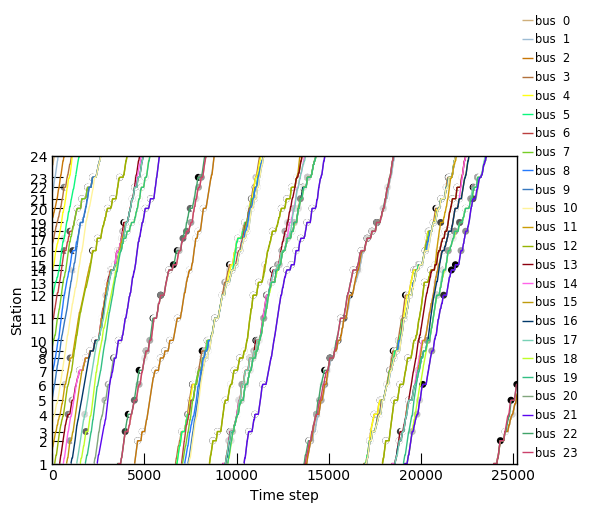 24
23
22
21
20
19
18
17
16
15
14
13
12
11
10
9
8
7
6
5
4
3
2
1
Station
0 5000 10000 15000 20000 25000
Time step
bus 0
bus 1
bus 2
bus 3
bus 4
bus 5
bus 6
bus 7
bus 8
bus 9
bus 10
bus 11
bus 12
bus 13
bus 14
bus 15
bus 16
bus 17
bus 18
bus 19
bus 20
bus 21
bus 22
bus 23